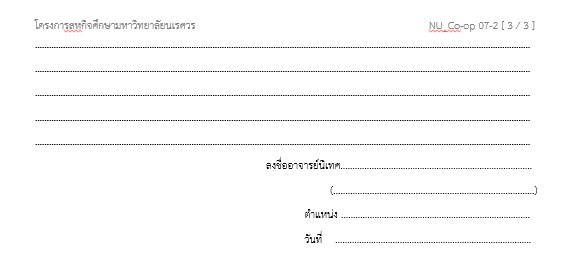 โครงการสหกิจศึกษามหาวิทยาลัยนเรศวร NU_Co-op 07-2 [ 3 / 3 ]
................................................................................
................................................................................
................................................................................
................................................................................
................................................................................
ลงชื่ออาจารย์นิเทศ........................................
(........................................)
ตำแหน่ง ........................................
วันที่ ........................................